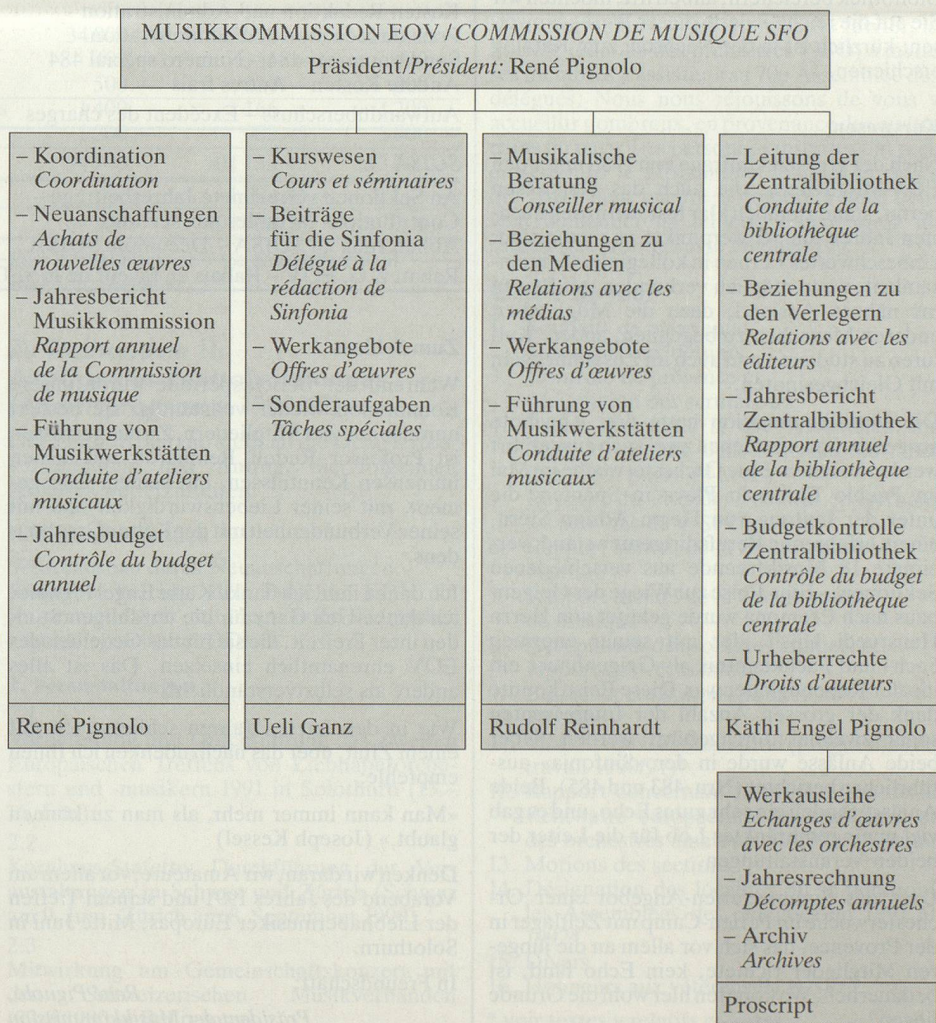 MUSIKKOMMISSION EOV / COMMISSION DE MUSIQUE SFO
Präsident/Président: René Pignolo
– Koordination
Coordination
– Neuanschaffungen
Achats de
nouvelles œuvres
– Jahresbericht
Musikkommission
Rapport annuel
de la Commission
de musique
– Führung von
Musikwerkstätten
Conduite d'ateliers
musicaux
– Jahresbudget
Contrôle du budget
annuel
René Pignolo
– Kurswesen
Cours et séminaires
– Beiträge
für die Sinfonia
Délégué à la
rédaction de
Sinfonia
– Werkangebote
Offres d'œuvres
– Sonderaufgaben
Tâches spéciales
Ueli Ganz
– Musikalische
Beratung
Conseiller musical
– Beziehungen zu
den Medien
Relations avec les
médias
– Werkangebote
Offres d'œuvres
– Führung von
Musikwerkstätten
Conduite d'ateliers
musicaux
Rudolf Reinhardt
– Leitung der
Zentralbibliothek
Conduite de la
bibliothèque
centrale
– Beziehungen zu
den Verlegern
Relations avec les
éditeurs
– Jahresbericht
Zentralbibliothek
Rapport annuel
de la bibliothèque
centrale
– Budgetkontrolle
Zentralbibliothek
Contrôle du budget
de la bibliothèque
centrale
– Urheberrechte
Droits d'auteurs
Käthi Engel Pignolo
– Werkausleihe
Echanges d'œuvres
avec les orchestres
– Jahresrechnung
Décomptes annuels
– Archiv
Archives
Proscript